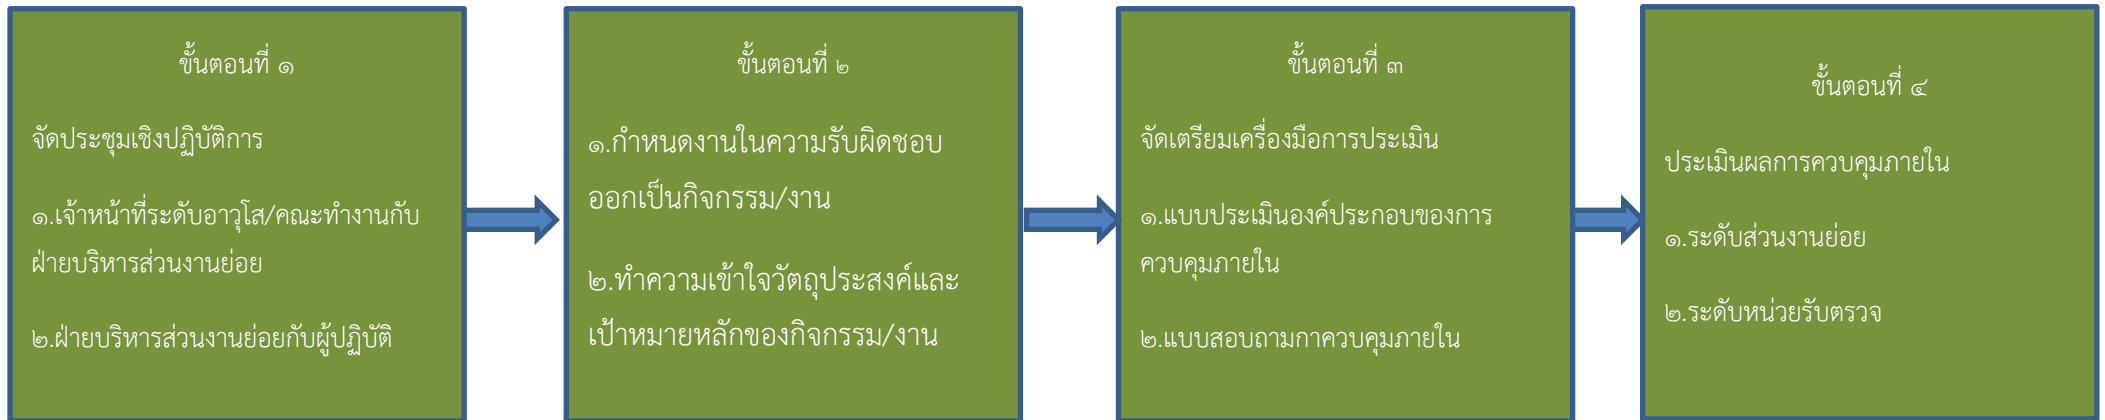 ขั้นตอนที่ ๑
จัดประชุมเชิงปฏิบัติการ
๑.เจ้าหน้าที่ระดับอาวุโส/คณะทำงานกับ
ฝ่ายบริหารส่วนงานย่อย
๒.ฝ่ายบริหารส่วนงานย่อยกับผู้ปฏิบัติ
ขั้นตอนที่ ๒
๑.กำหนดงานในความรับผิดชอบ
ออกเป็นกิจกรรม/งาน
๒.ทำความเข้าใจวัตถุประสงค์และ
เป้าหมายหลักของกิจกรรม/งาน
ขั้นตอนที่ ๓
จัดเตรียมเครื่องมือการประเมิน
๑.แบบประเมินองค์ประกอบของการ
ควบคุมภายใน
๒.แบบสอบถามกาควบคุมภายใน
ขั้นตอนที่ ๔
ประเมินผลการควบคุมภายใน
๑.ระดับส่วนงานย่อย
๒.ระดับหน่วยรับตรวจ